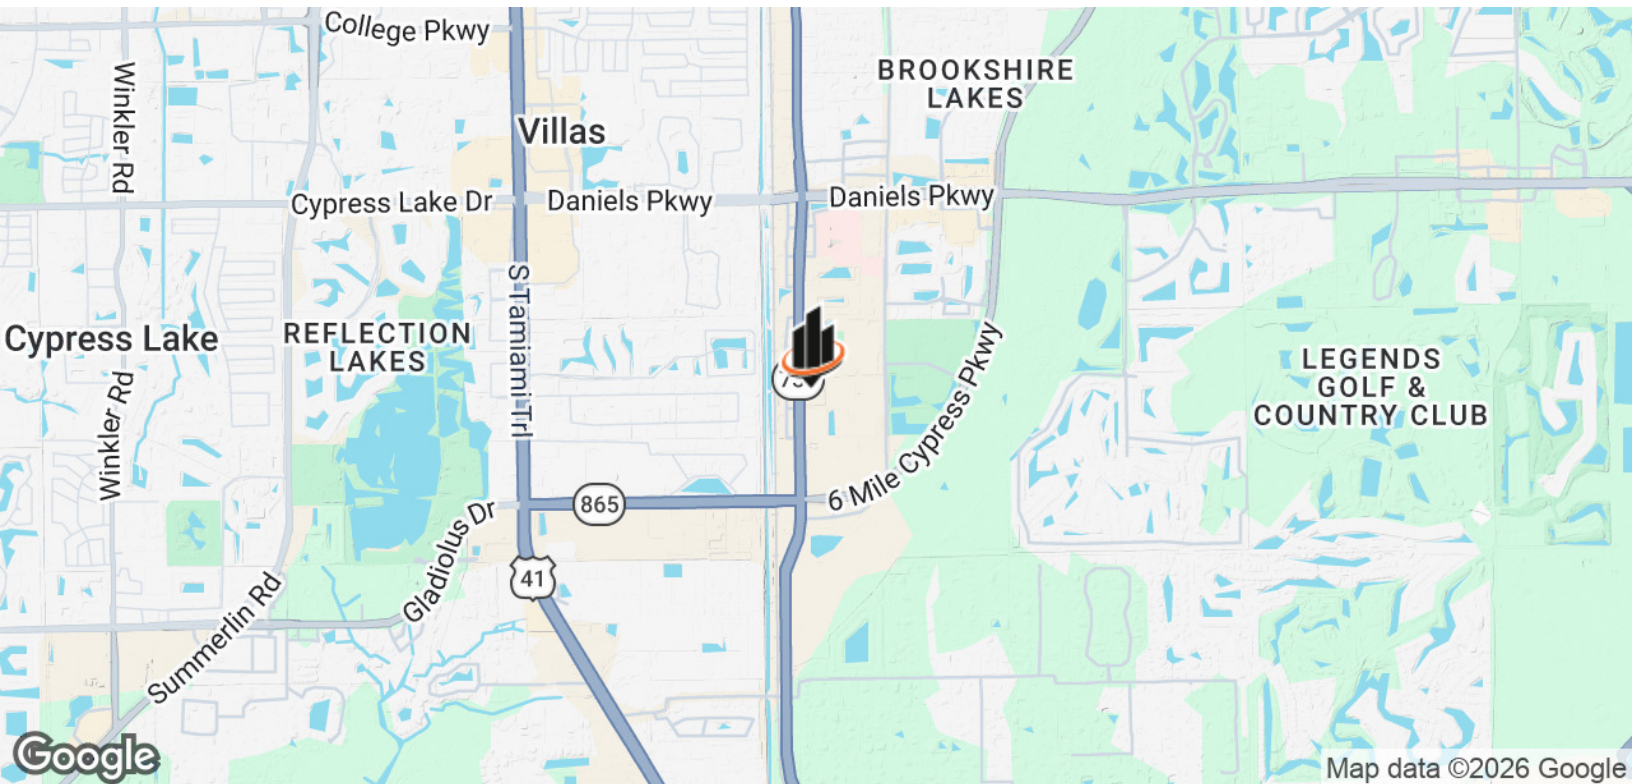 College Pkwy
BROOKSHIRE
LAKES
Winkler Rd
Villas
Cypress Lake Dr
Daniels Pkwy
Daniels Pkwy
S Tamiami Trl
Cypress Lake
REFLECTION
LAKES
LEGENDS
GOLF &
COUNTRY CLUB
Winkler Rd
6 Mile Cypress Pkwy
865
Gladiolus Dr
41
Summerlin Rd
Google
Map data ©2026 Google